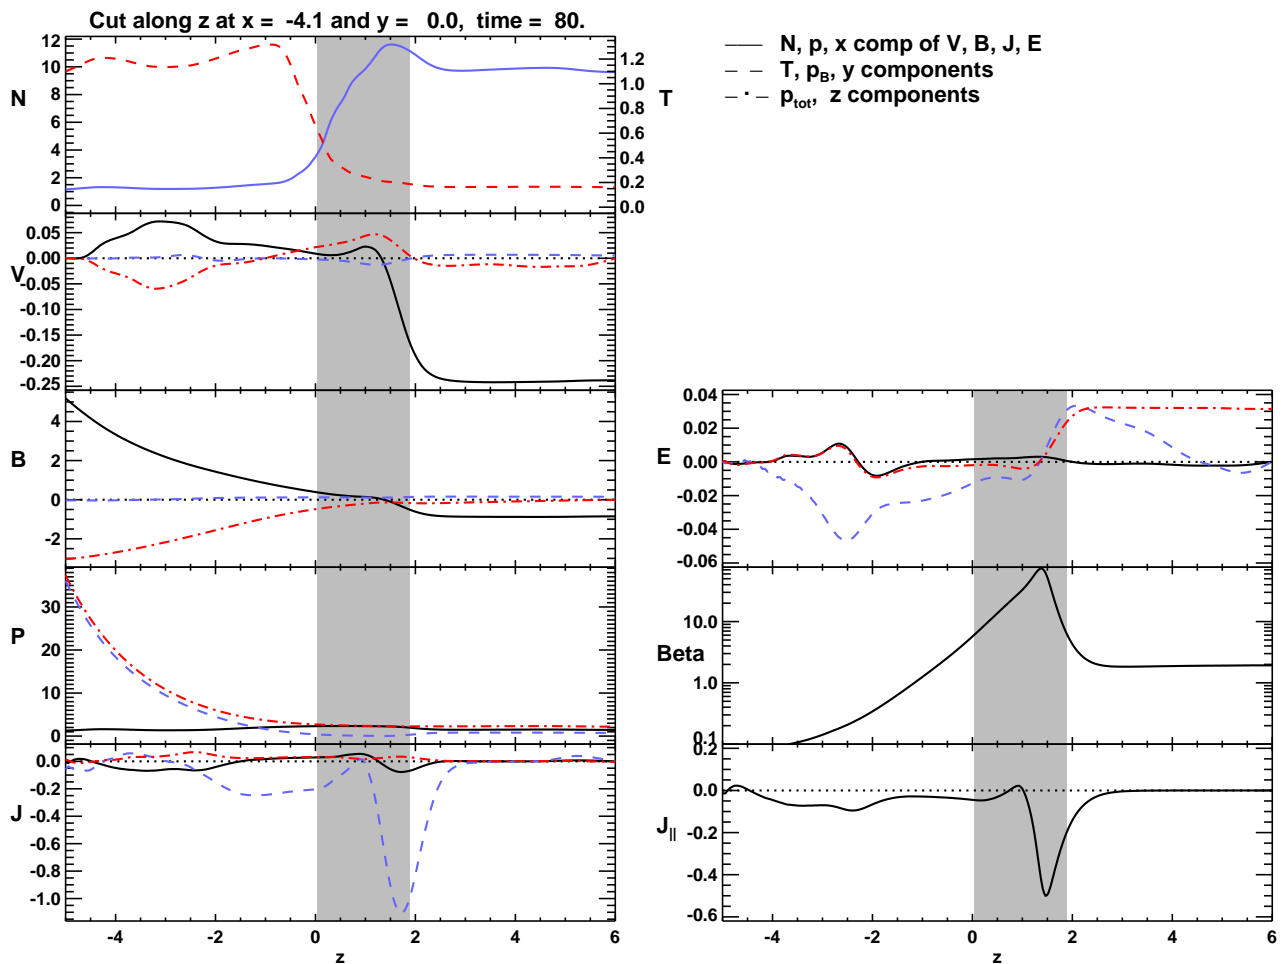 Cut along z at x = -4.1 and y = 0.0, time = 80.
N, p, x comp of V, B, J, E
T, p_B, y components
p_tot, z components
12
10
8
6
4
2
0
N
1.2
1.0
0.8
0.6
0.4
0.2
0.0
T
0.05
0.00
-0.05
-0.10
-0.15
-0.20
-0.25
V
4
2
0
-2
B
30
20
10
0
P
0.0
-0.2
-0.4
-0.6
-0.8
-1.0
J
-4 -2 0 2 4 6
z
0.04
0.02
0.00
-0.02
-0.04
-0.06
E
10.0
1.0
0.1
Beta
0.2
0.0
-0.2
-0.4
-0.6
J_||
-4 -2 0 2 4 6
z